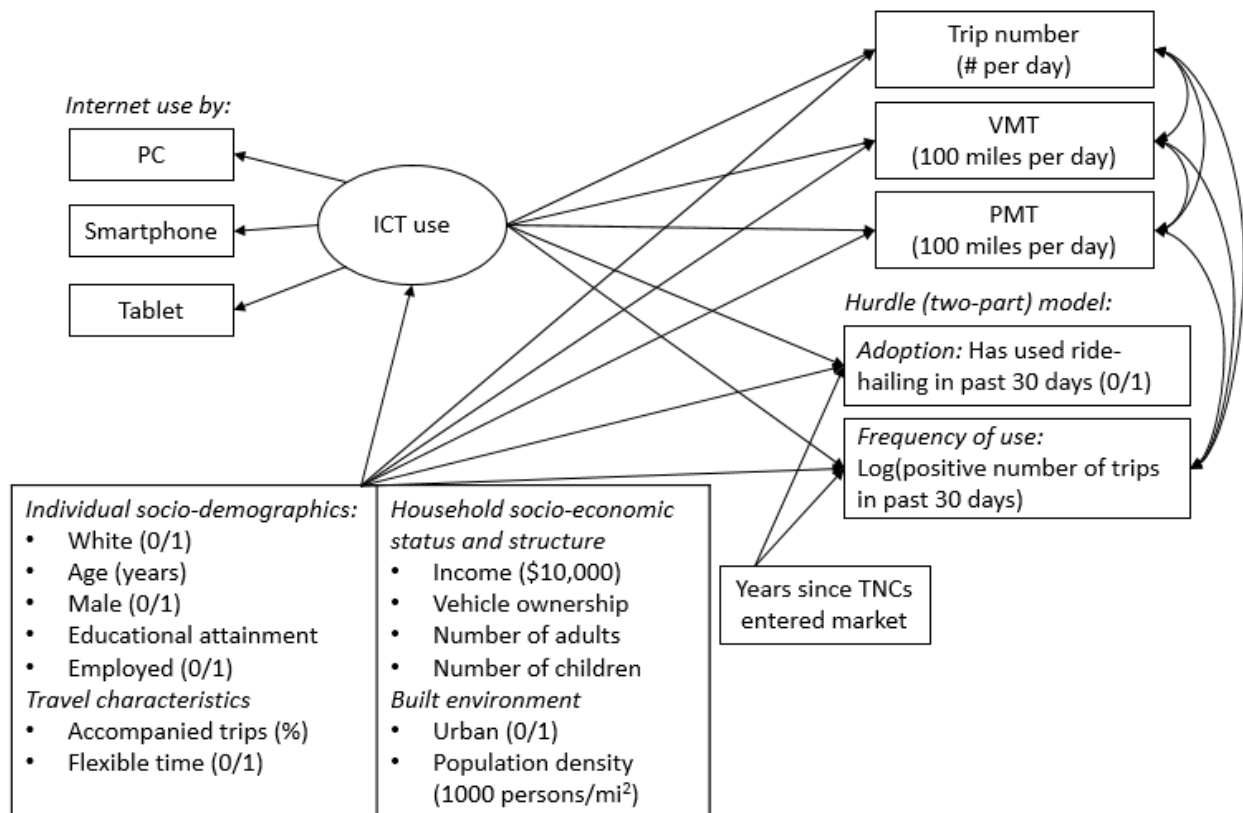 Internet use by:
PC
Smartphone
Tablet
ICT use
Trip number
(# per day)
VMT
(100 miles per day)
PMT
(100 miles per day)
Hurdle (two-part) model:
Adoption: Has used ride-
hailing in past 30 days (0/1)
Frequency of use:
Log(positive number of trips
in past 30 days)
Years since TNCs
entered market
Individual socio-demographics:
• White (0/1)
• Age (years)
• Male (0/1)
• Educational attainment
• Employed (0/1)
Travel characteristics
• Accompanied trips (%)
• Flexible time (0/1)
Household socio-economic
status and structure
• Income ($10,000)
• Vehicle ownership
• Number of adults
• Number of children
Built environment
• Urban (0/1)
• Population density
(1000 persons/mi²)